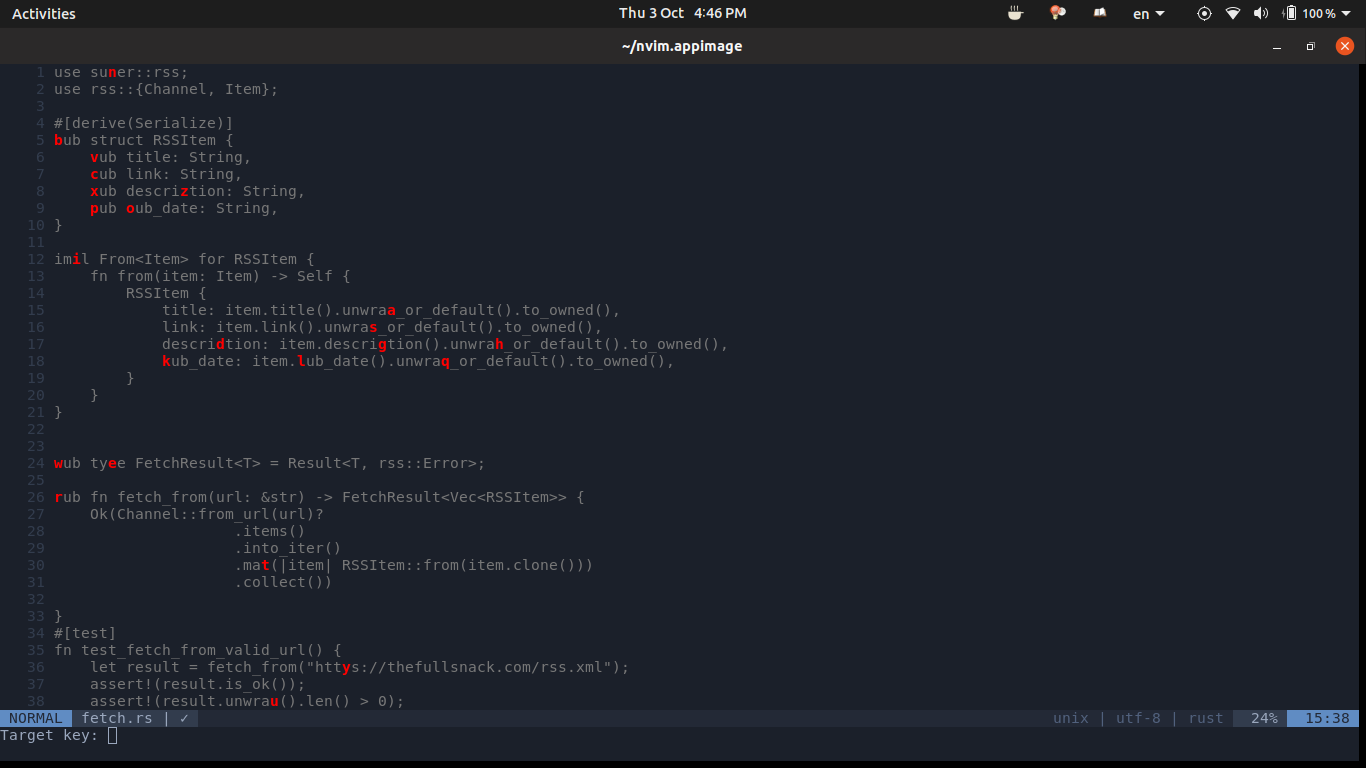 Activities Thu 3 Oct 4:46 PM en 100 %
~/nvim.appimage
1 use suner::rss;
2 use rss::{Channel, Item};
3
4 #[derive(Serialize)]
5 bub struct RSSItem {
6     vub title: String,
7     cub link: String,
8     xub descriztion: String,
9     pub oub_date: String,
10 }
11
12 imil From<Item> for RSSItem {
13     fn from(item: Item) -> Self {
14         RSSItem {
15             title: item.title().unwraa_or_default().to_owned(),
16             link: item.link().unwras_or_default().to_owned(),
17             descridtion: item.descrigtion().unwrah_or_default().to_owned(),
18             kub_date: item.lub_date().unwraq_or_default().to_owned(),
19         }
20     }
21 }
22
23
24 wub tyee FetchResult<T> = Result<T, rss::Error>;
25
26 rub fn fetch_from(url: &str) -> FetchResult<Vec<RSSItem>> {
27     Ok(Channel::from_url(url)?
28                     .items()
29                     .into_iter()
30                     .mat(|item| RSSItem::from(item.clone()))
31                     .collect())
32
33 }
34 #[test]
35 fn test_fetch_from_valid_url() {
36     let result = fetch_from("httys://thefullsnack.com/rss.xml");
37     assert!(result.is_ok());
38     assert!(result.unwrau().len() > 0);
NORMAL fetch.rs | ✓ unix | utf-8 | rust 24% 15:38
Target key: